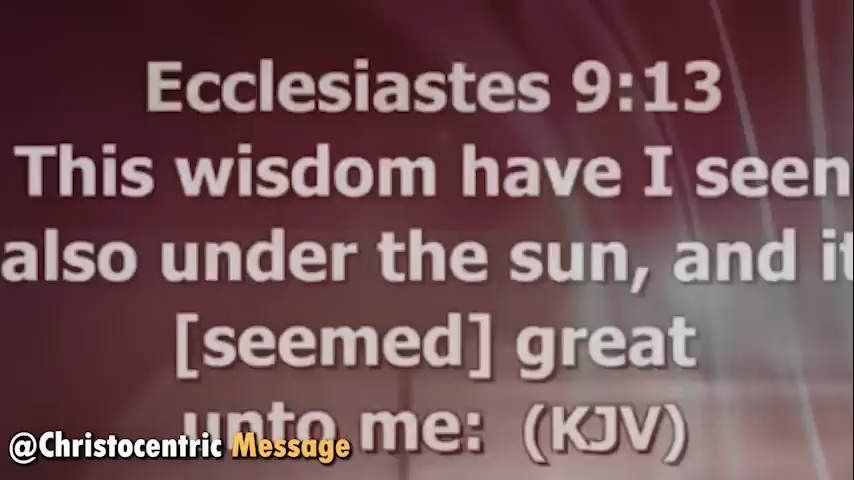 Ecclesiastes 9:13
This wisdom have I seen
also under the sun, and it
[seemed] great
unto me: (KJV)
@Christocentric Message